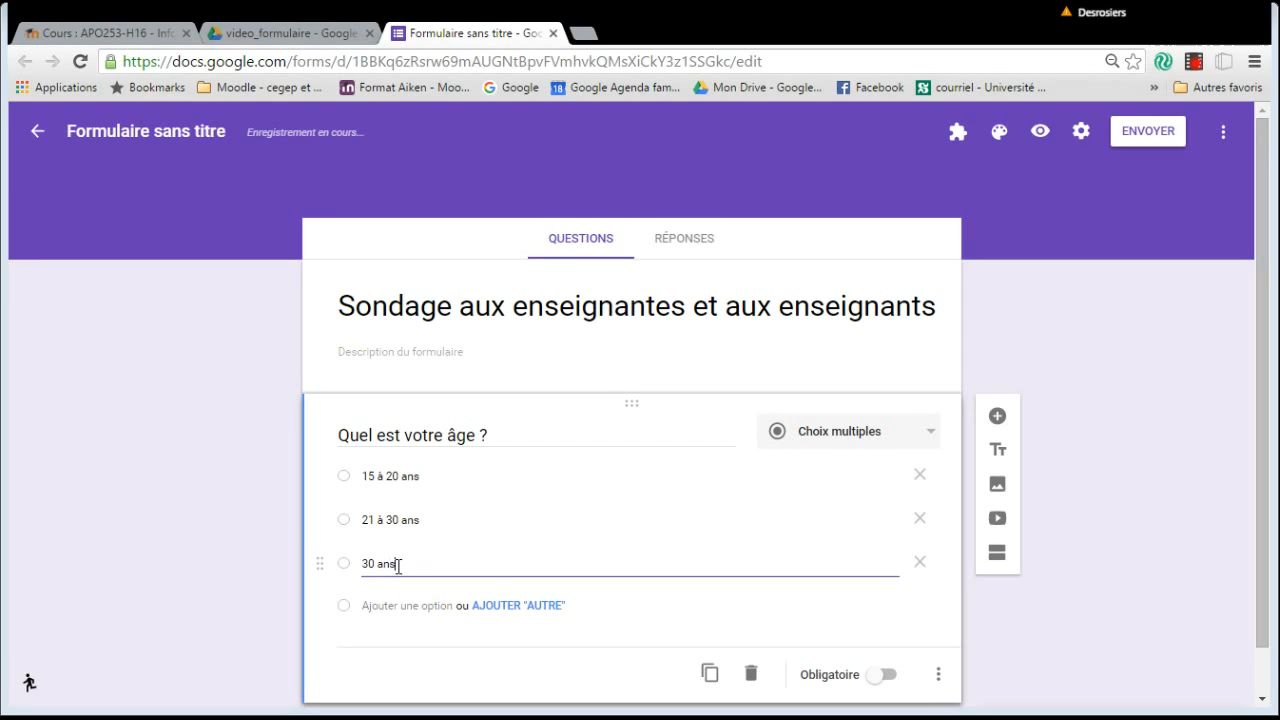 Desrosiers
Cours : APO253-H16 - Info
video_formulaire - Google
Formulaire sans titre - Goo
https://docs.google.com/forms/d/1BBKq6zRsrw69mAUGNtBpvFVmhvkQMsXiCkY3z1SSGkc/edit
Applications
Bookmarks
Moodle - cegep et ...
Format Aiken - Moo...
Google
18
Google Agenda fam...
Mon Drive - Google...
Facebook
courriel - Université ...
»
Autres favoris
Formulaire sans titre
Enregistrement en cours...
ENVOYER
QUESTIONS
RÉPONSES
Sondage aux enseignantes et aux enseignants
Description du formulaire
Quel est votre âge ?
Choix multiples
15 à 20 ans
21 à 30 ans
30 ans
Ajouter une option ou AJOUTER "AUTRE"
Tт
Obligatoire